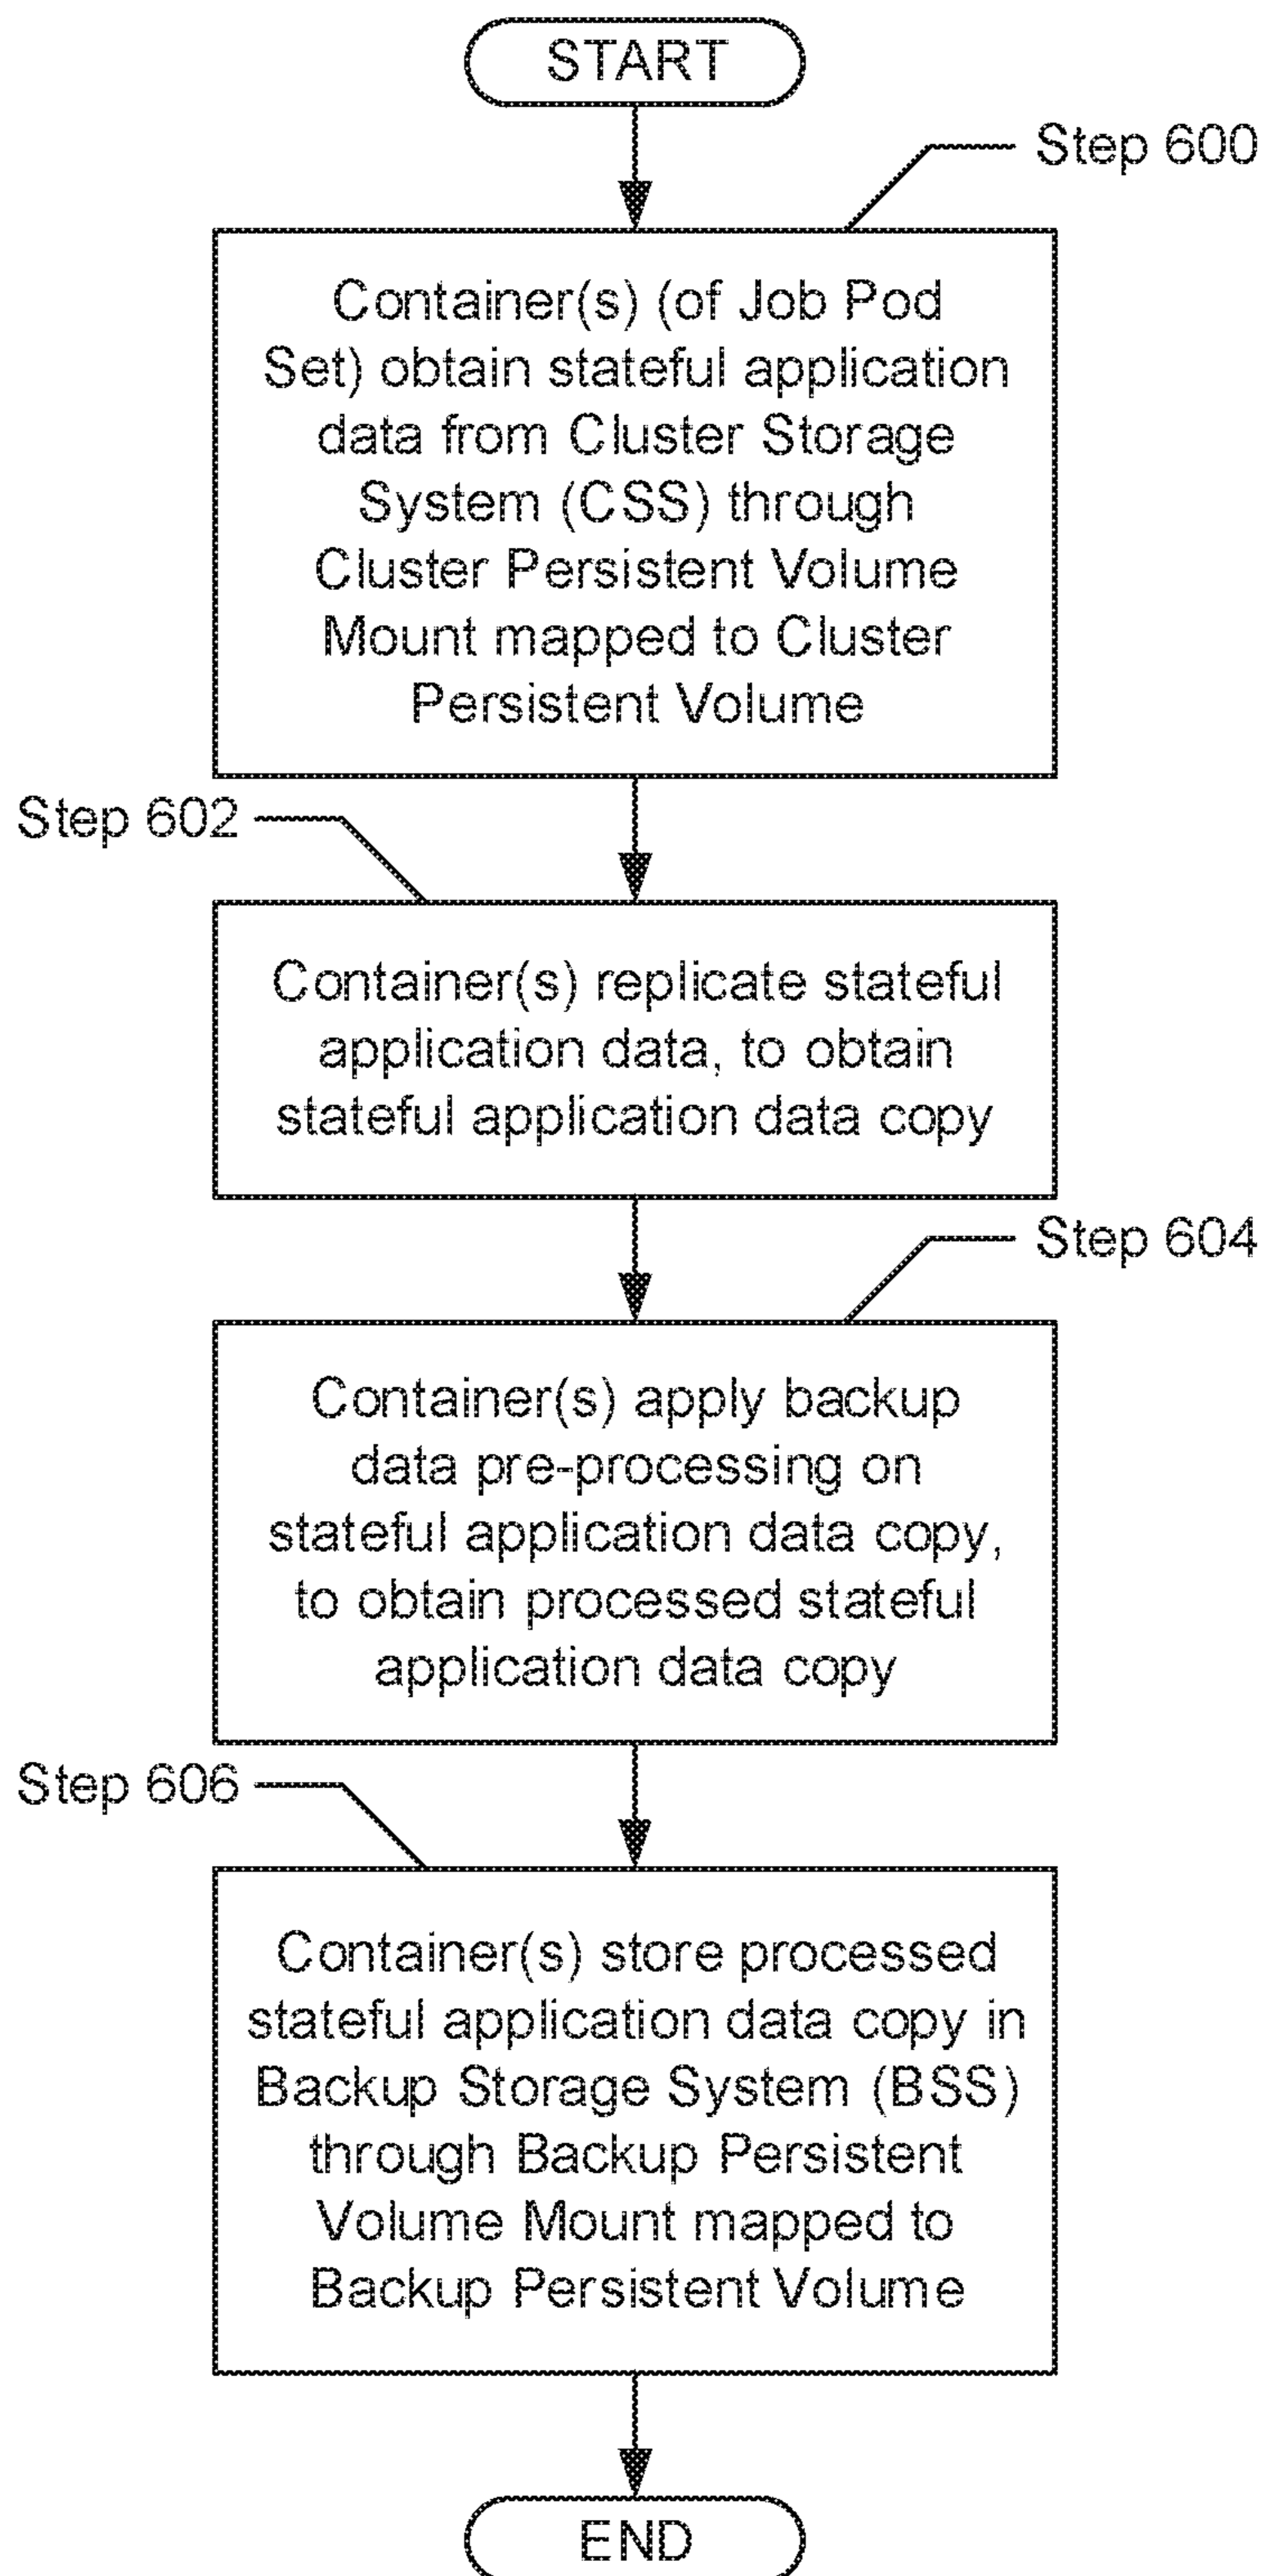 START
Step 600
Container(s) (of Job Pod
Set) obtain stateful application
data from Cluster Storage
System (CSS) through
Cluster Persistent Volume
Mount mapped to Cluster
Persistent Volume
Step 602
Container(s) replicate stateful
application data, to obtain
stateful application data copy
Step 604
Container(s) apply backup
data pre-processing on
stateful application data copy,
to obtain processed stateful
application data copy
Step 606
Container(s) store processed
stateful application data copy in
Backup Storage System (BSS)
through Backup Persistent
Volume Mount mapped to
Backup Persistent Volume
END